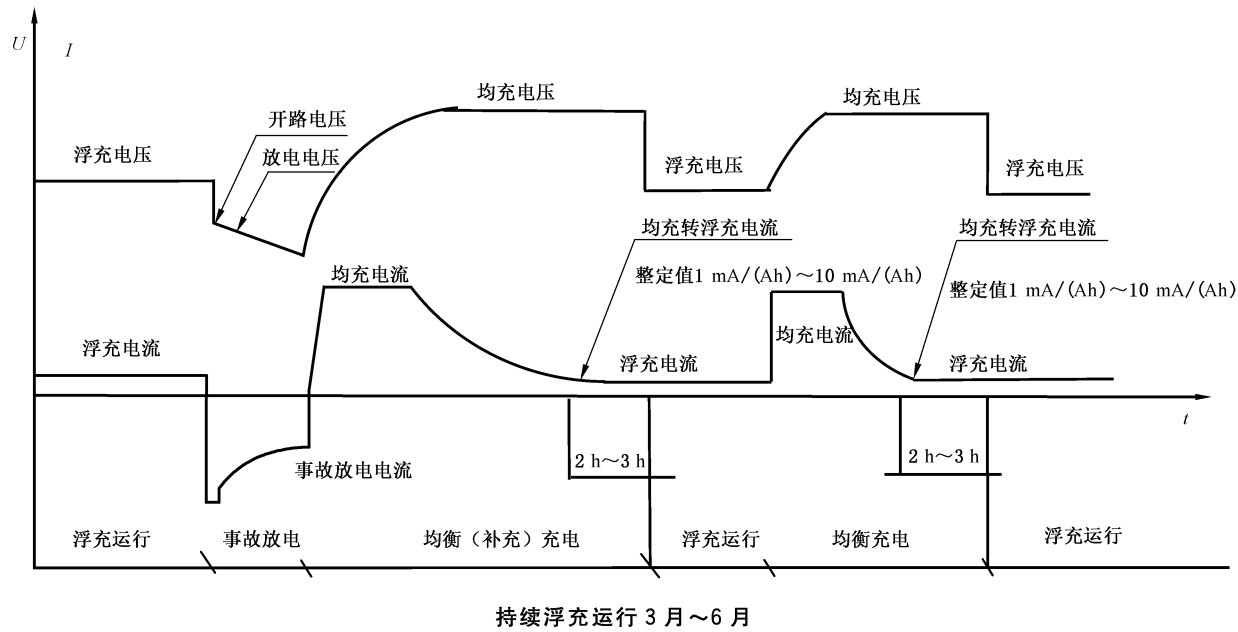 U
I
均充电压
均充电压
开路电压
浮充电压
放电电压
浮充电压
浮充电压
均充转浮充电流
均充转浮充电流
均充电流
整定值1 mA/(Ah)～10 mA/(Ah)
整定值1 mA/(Ah)～10 mA/(Ah)
均充电流
浮充电流
浮充电流
浮充电流
t
事故放电电流
2 h～3 h
2 h～3 h
浮充运行
事故放电
均衡（补充）充电
浮充运行
均衡充电
浮充运行
持续浮充运行3月～6月